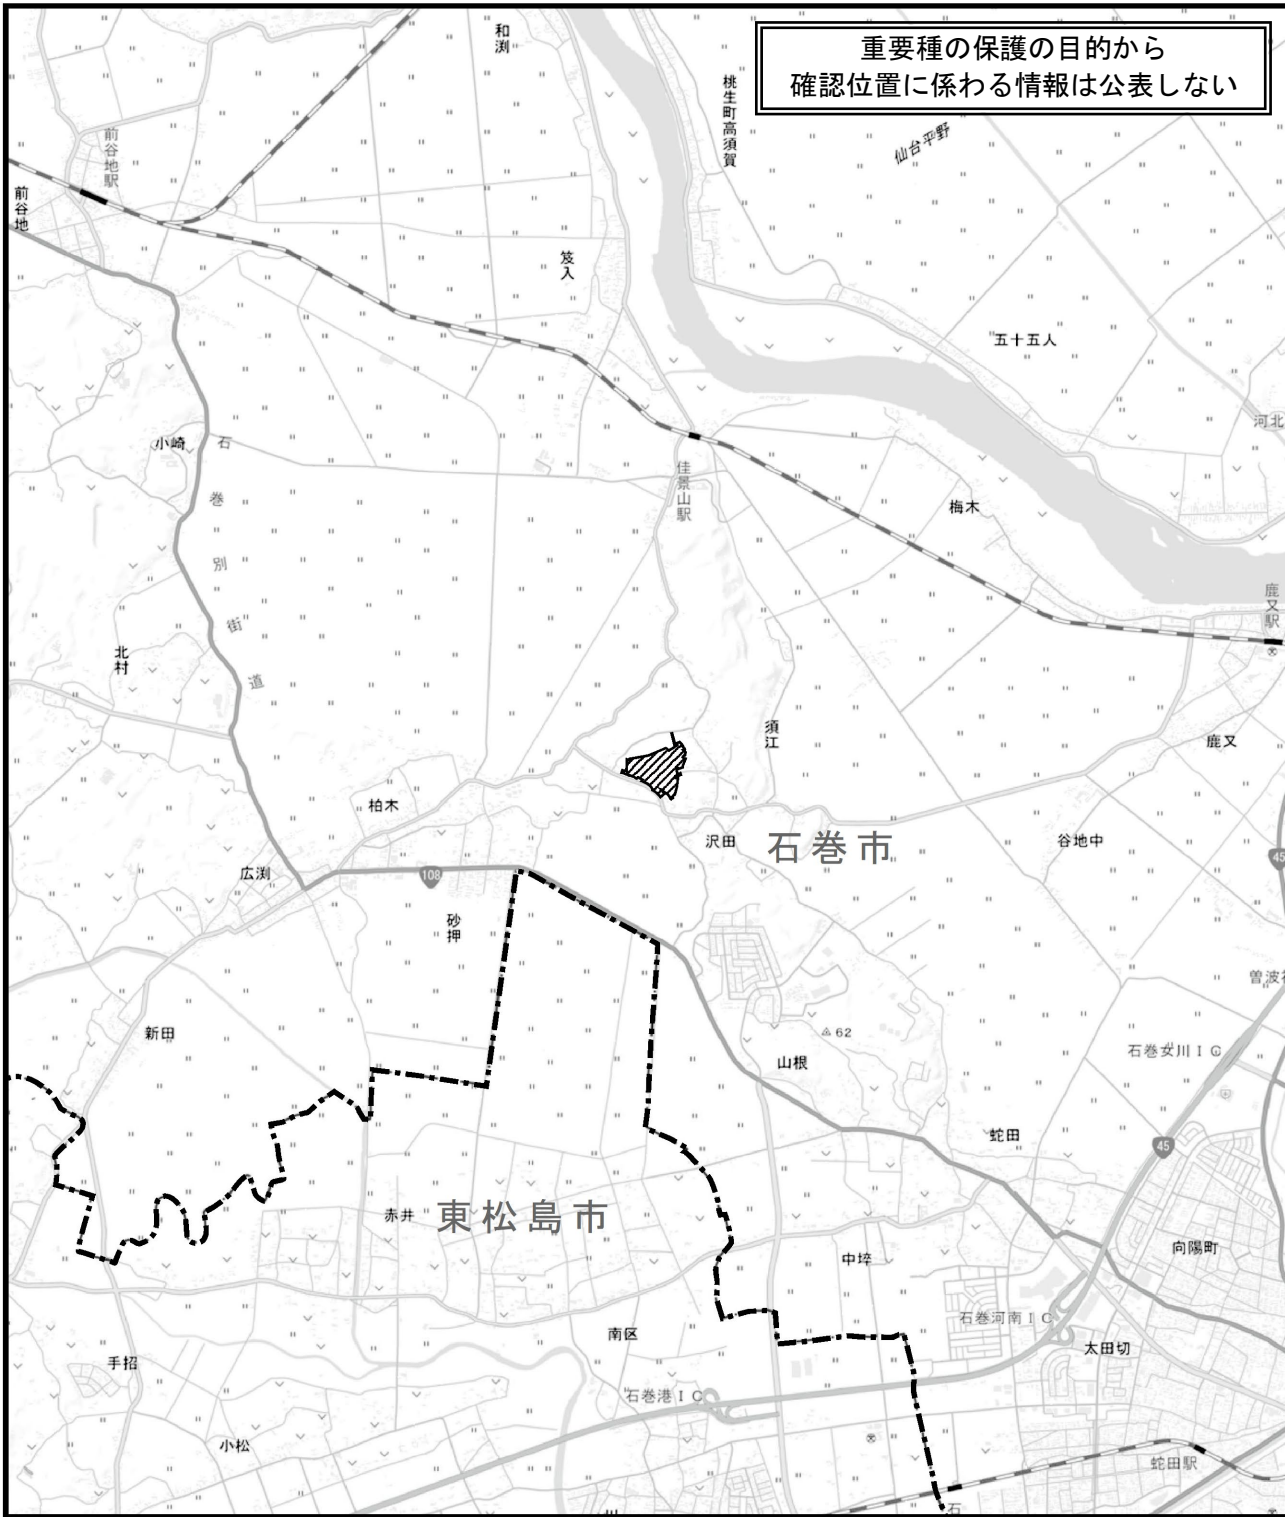 重要種の保護の目的から
確認位置に係わる情報は公表しない
和渕
桃生町高須賀
仙台平野
前谷地駅
前谷地
笈入
五十五人
河北
小崎
石巻別街道
佳景山駅
梅木
鹿又駅
北村
須江
鹿又
柏木
沢田
石巻市
谷地中
45
広渕
108
砂押
曽波
新田
62
山根
石巻女川IC
蛇田
45
赤井
東松島市
向陽町
中埣
石巻河南IC
南区
太田切
手招
石巻港IC
小松
蛇田駅
石